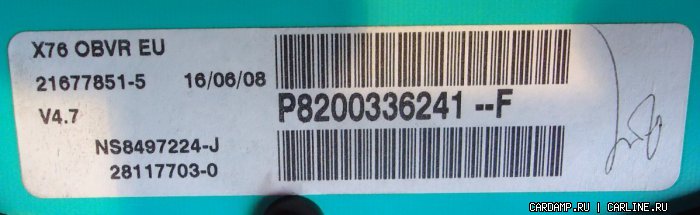 X76 OBVR EU
21677851-5 16/06/08
V4.7
P8200336241 --F
NS8497224-J
28117703-0
CARDAMP.RU | CARLINE.RU